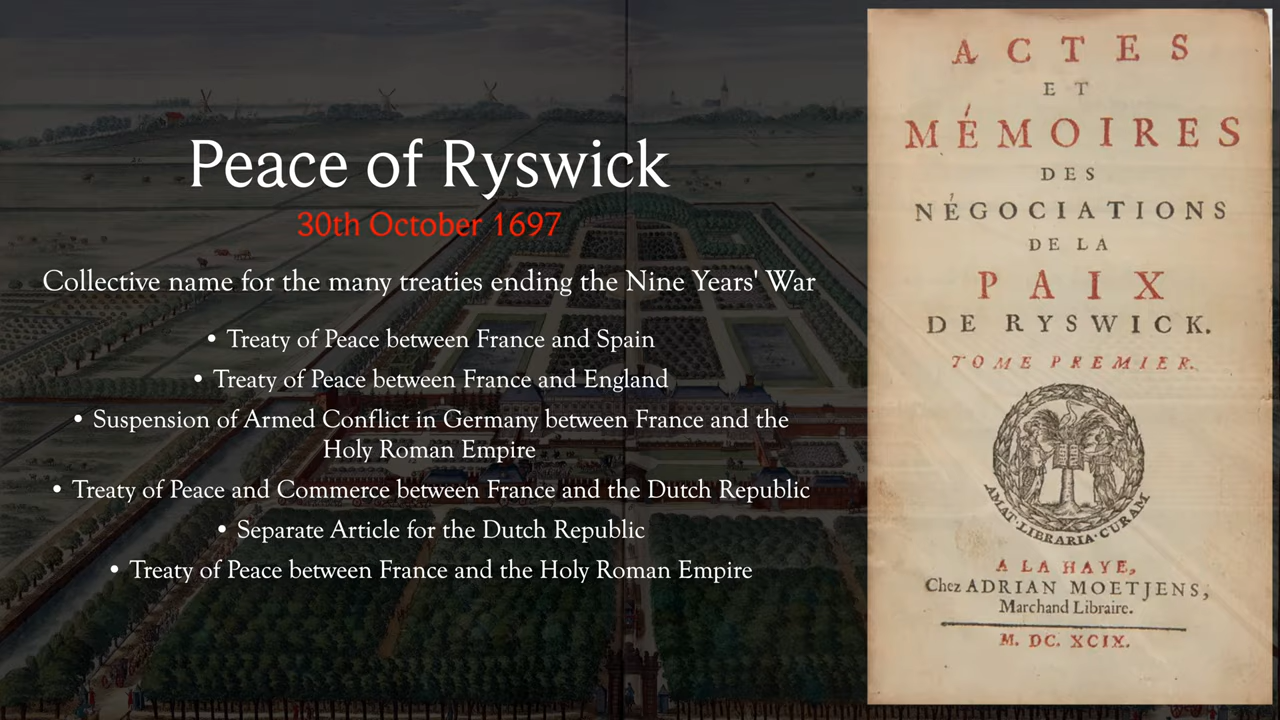 Peace of Ryswick
30th October 1697
Collective name for the many treaties ending the Nine Years' War
• Treaty of Peace between France and Spain
• Treaty of Peace between France and England
• Suspension of Armed Conflict in Germany between France and the
Holy Roman Empire
• Treaty of Peace and Commerce between France and the Dutch Republic
• Separate Article for the Dutch Republic
• Treaty of Peace between France and the Holy Roman Empire
ACTES
ET
MÉMOIRES
DES
NÉGOCIATIONS
DE LA
PAIX
DE RYSWICK.
TOME PREMIER.
AMAT·LIBRARIA·CURAM
A LA HAYE,
Chez ADRIAN MOETJENS,
Marchand Libraire.
M. DC. XCIX.